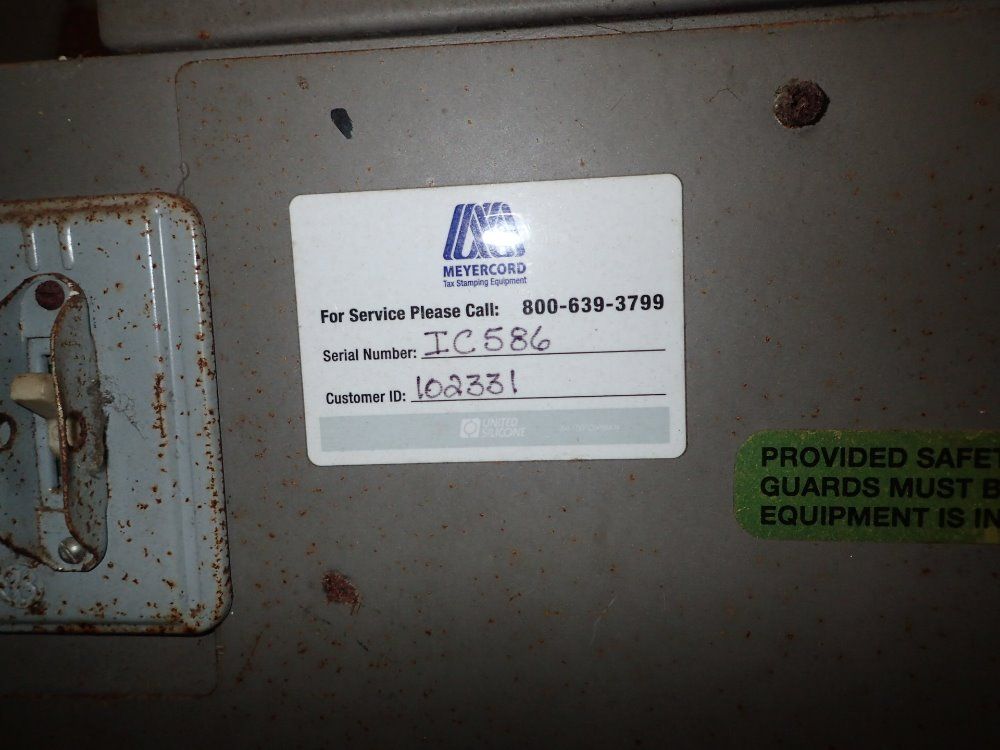 MEYERCORD
Tax Stamping Equipment
For Service Please Call: 800-639-3799
Serial Number: IC586
Customer ID: 102331
UNITED
SILICONE
PROVIDED SAFET
GUARDS MUST B
EQUIPMENT IS IN